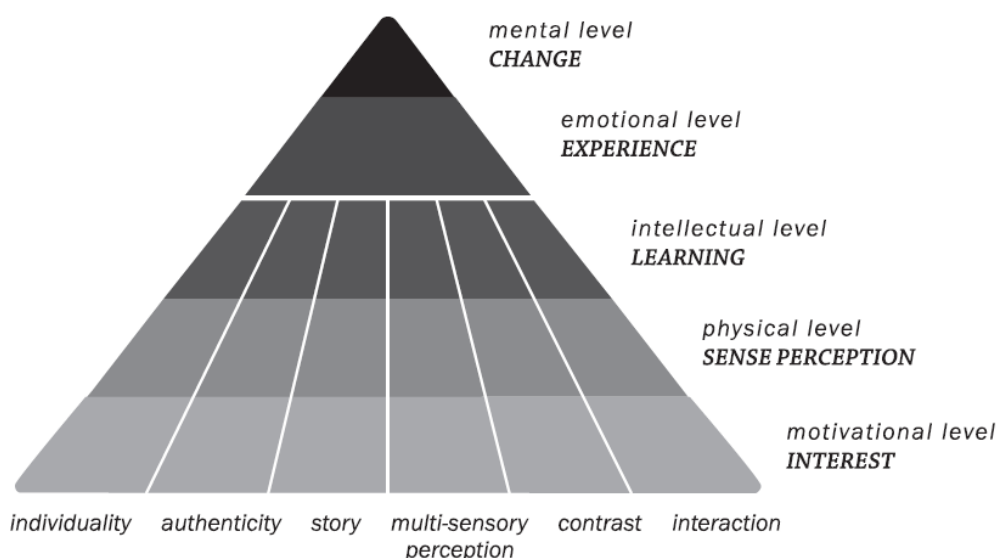 mental level
CHANGE
emotional level
EXPERIENCE
intellectual level
LEARNING
physical level
SENSE PERCEPTION
motivational level
INTEREST
individuality authenticity story multi-sensory contrast interaction
perception